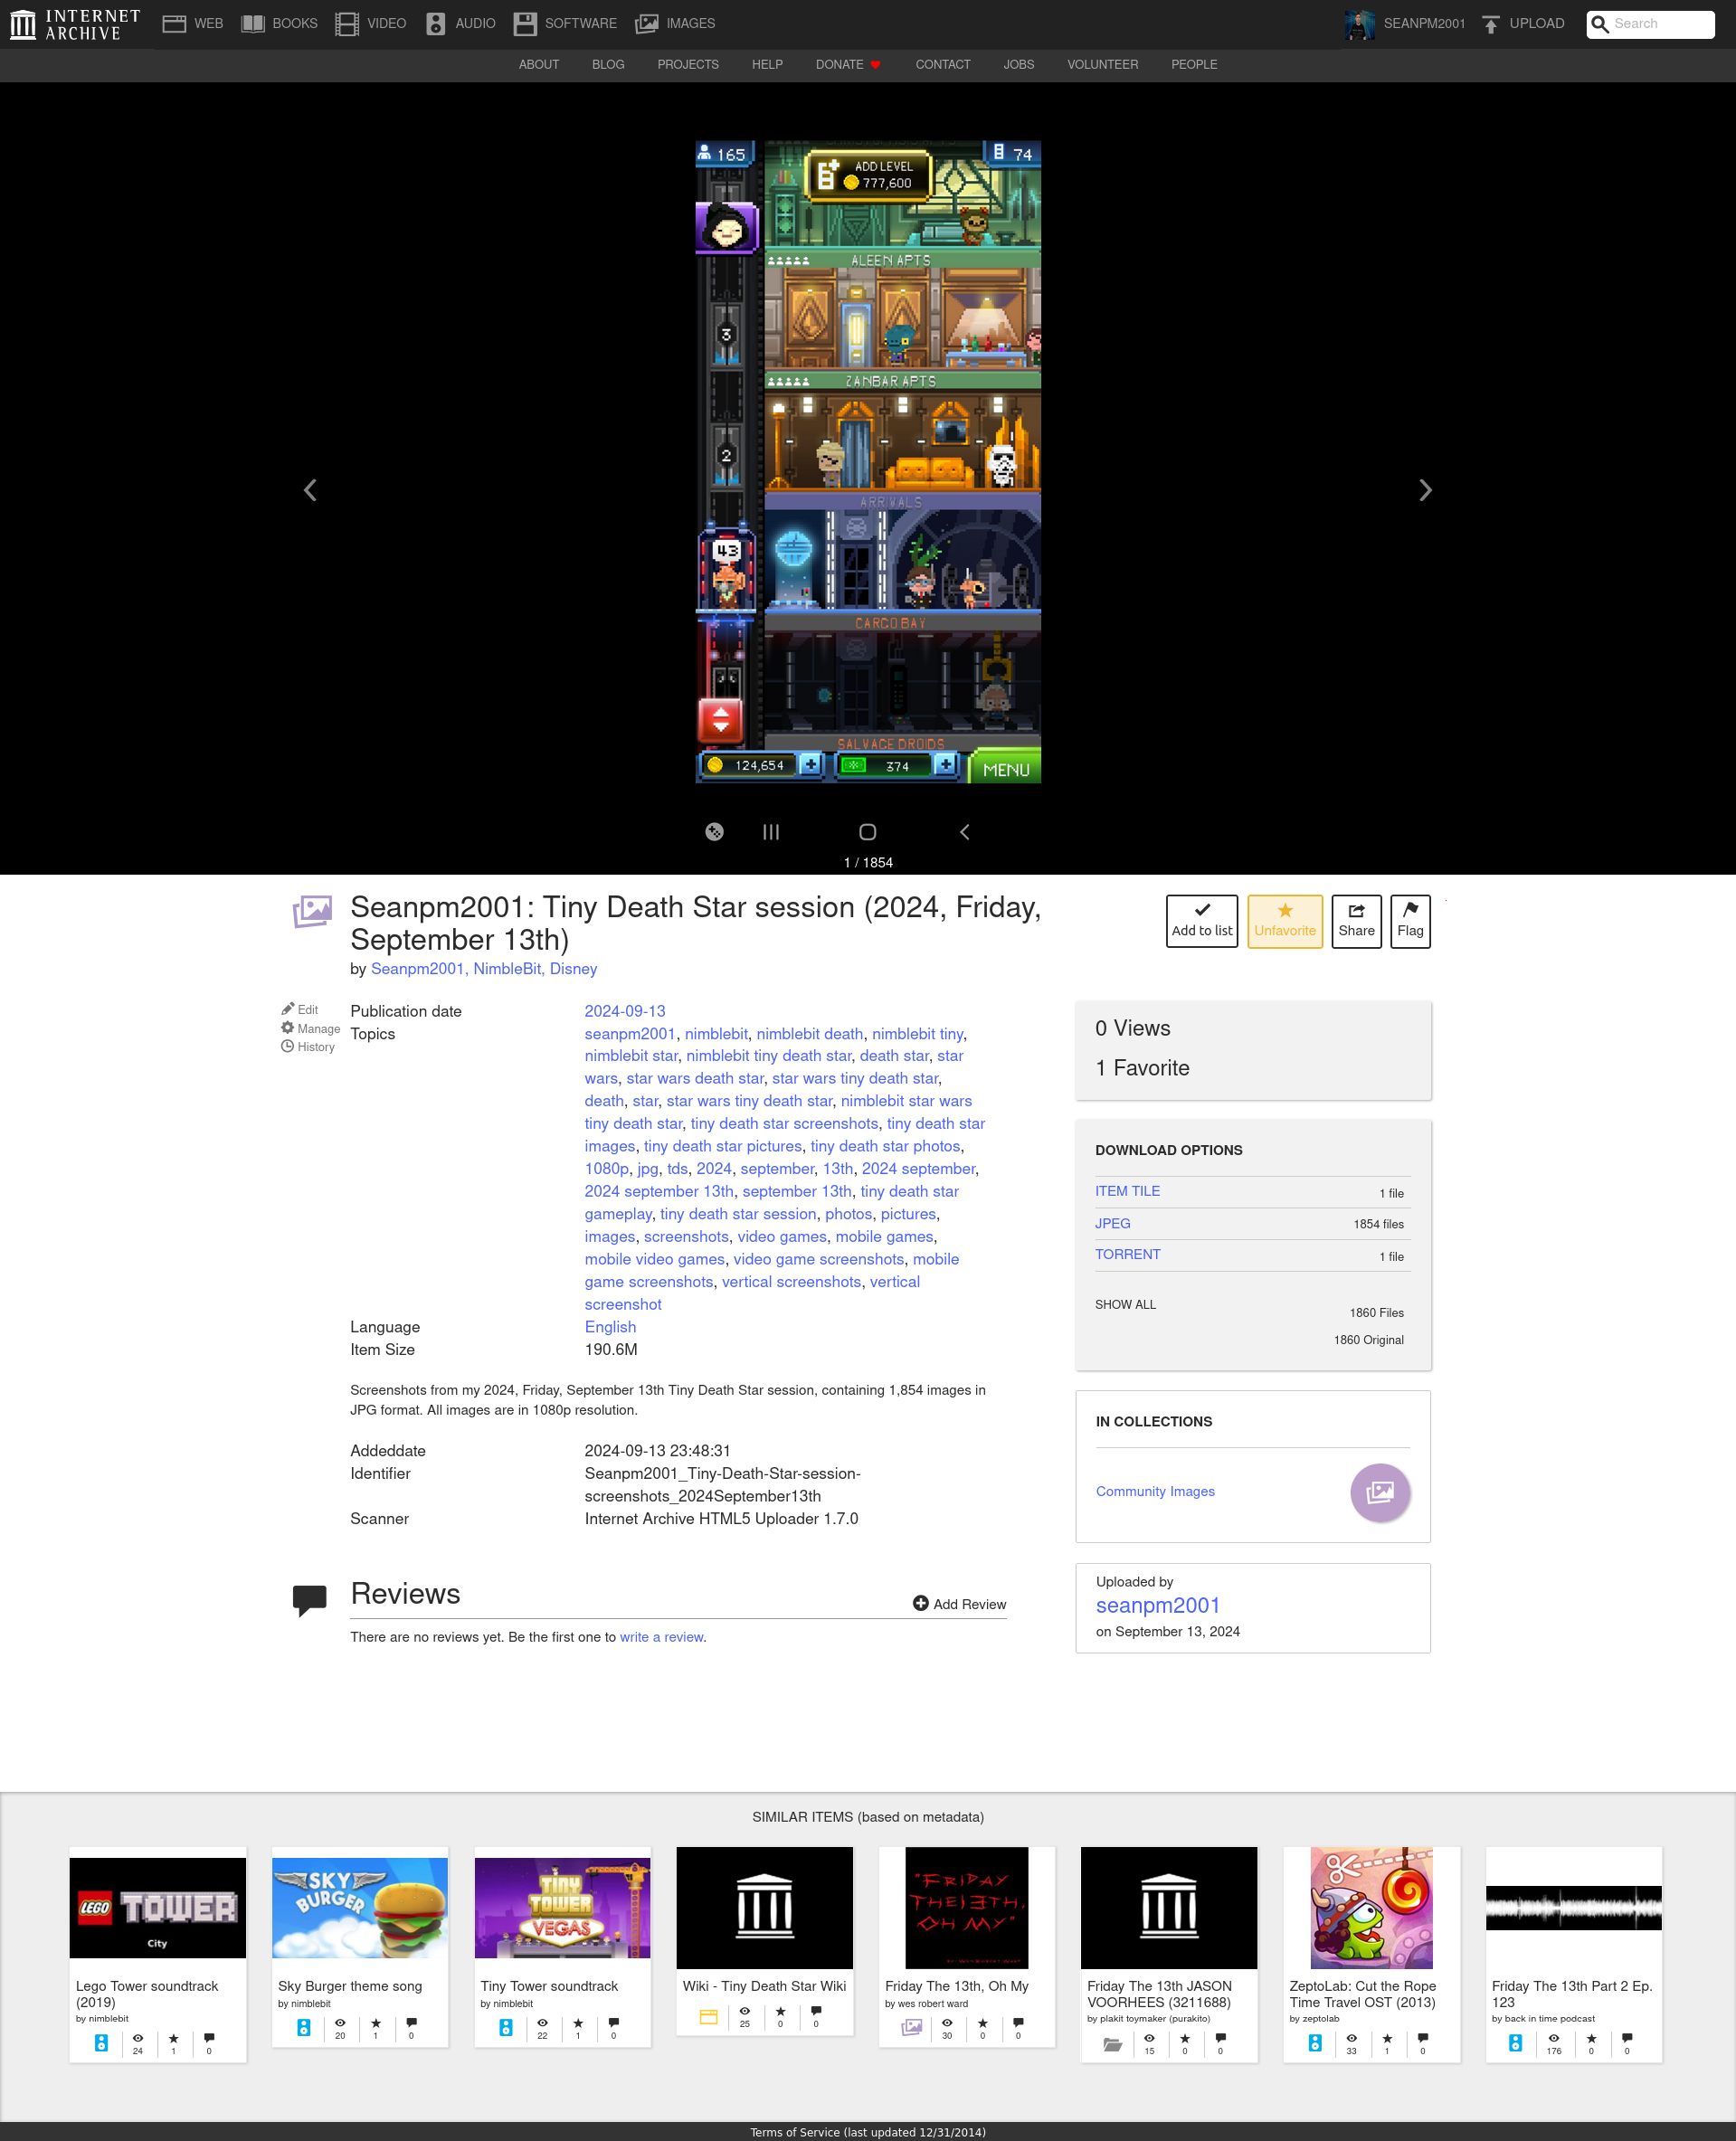 INTERNET
ARCHIVE
WEB
BOOKS
VIDEO
AUDIO
SOFTWARE
IMAGES
SEANPM2001
UPLOAD
Search
ABOUT
BLOG
PROJECTS
HELP
DONATE
CONTACT
JOBS
VOLUNTEER
PEOPLE
165
ADD LEVEL
777,600
74
ALEEN APTS
3
ZANBAR APTS
2
ARRIVALS
43
CARGO BAY
SALVAGE DROIDS
124,654
374
MENU
1 / 1854
Seanpm2001: Tiny Death Star session (2024, Friday,
September 13th)
by Seanpm2001, NimbleBit, Disney
Add to list
Unfavorite
Share
Flag
Edit
Manage
History
Publication date 2024-09-13
Topics seanpm2001, nimblebit, nimblebit death, nimblebit tiny,
nimblebit star, nimblebit tiny death star, death star, star
wars, star wars death star, star wars tiny death star,
death, star, star wars tiny death star, nimblebit star wars
tiny death star, tiny death star screenshots, tiny death star
images, tiny death star pictures, tiny death star photos,
1080p, jpg, tds, 2024, september, 13th, 2024 september,
2024 september 13th, september 13th, tiny death star
gameplay, tiny death star session, photos, pictures,
images, screenshots, video games, mobile games,
mobile video games, video game screenshots, mobile
game screenshots, vertical screenshots, vertical
screenshot
Language English
Item Size 190.6M
Screenshots from my 2024, Friday, September 13th Tiny Death Star session, containing 1,854 images in
JPG format. All images are in 1080p resolution.
Addeddate 2024-09-13 23:48:31
Identifier Seanpm2001_Tiny-Death-Star-session-
screenshots_2024September13th
Scanner Internet Archive HTML5 Uploader 1.7.0
Reviews
Add Review
There are no reviews yet. Be the first one to write a review.
0 Views
1 Favorite
DOWNLOAD OPTIONS
ITEM TILE 1 file
JPEG 1854 files
TORRENT 1 file
SHOW ALL 1860 Files
1860 Original
IN COLLECTIONS
Community Images
Uploaded by
seanpm2001
on September 13, 2024
SIMILAR ITEMS (based on metadata)
LEGO TOWER
City
Lego Tower soundtrack
(2019)
by nimblebit
24 1 0
SKY
BURGER
Sky Burger theme song
by nimblebit
20 1 0
TINY
TOWER
VEGAS
Tiny Tower soundtrack
by nimblebit
22 1 0
Wiki - Tiny Death Star Wiki
25 0 0
"FRIDAY
THE13TH,
OH MY"
Friday The 13th, Oh My
by wes robert ward
30 0 0
Friday The 13th JASON
VOORHEES (3211688)
by plakit toymaker (purakito)
15 0 0
ZeptoLab: Cut the Rope
Time Travel OST (2013)
by zeptolab
33 1 0
Friday The 13th Part 2 Ep.
123
by back in time podcast
176 0 0
Terms of Service (last updated 12/31/2014)